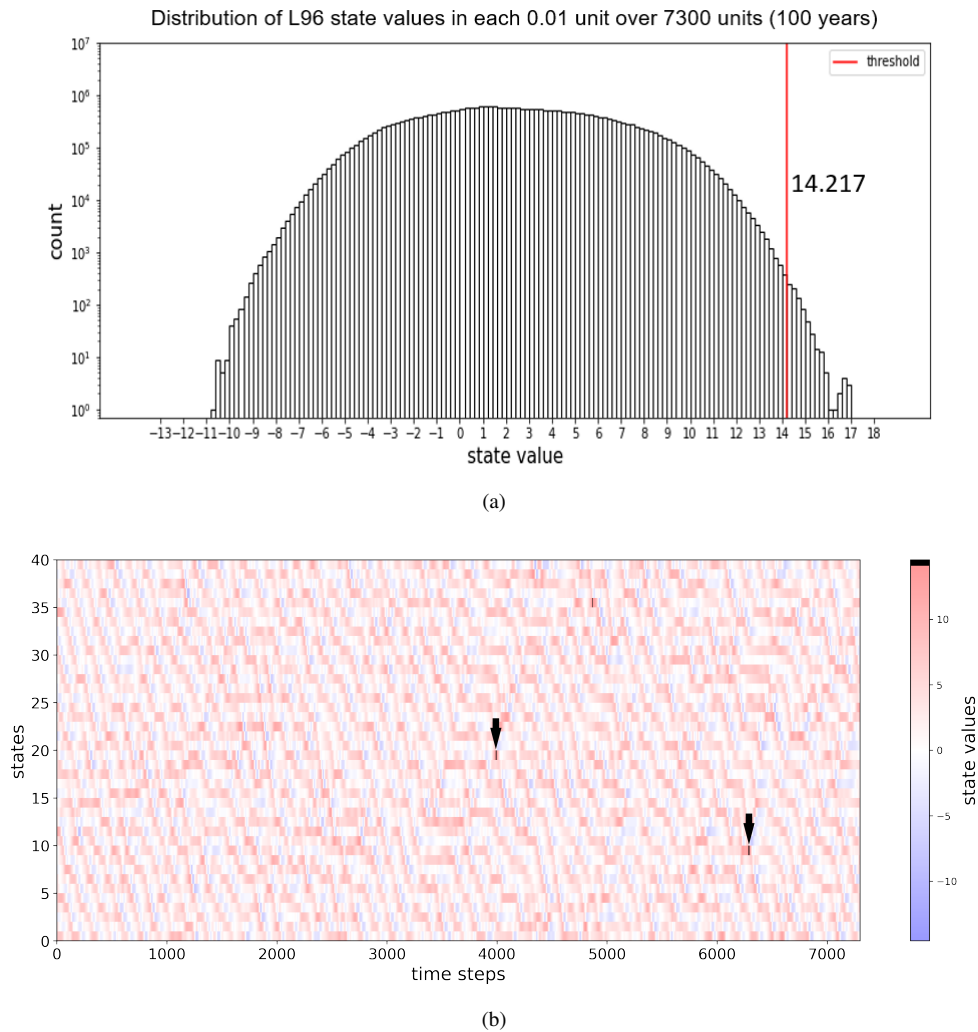 Distribution of L96 state values in each 0.01 unit over 7300 units (100 years)
10^7
threshold
10^6
10^5
14.217
10^4
10^3
10^2
10^1
10^0
count
−13 −12 −11 −10 −9 −8 −7 −6 −5 −4 −3 −2 −1 0 1 2 3 4 5 6 7 8 9 10 11 12 13 14 15 16 17 18
state value
(a)
40
35
30
25
20
15
10
5
0
states
10
5
0
−5
−10
state values
0 1000 2000 3000 4000 5000 6000 7000
time steps
(b)